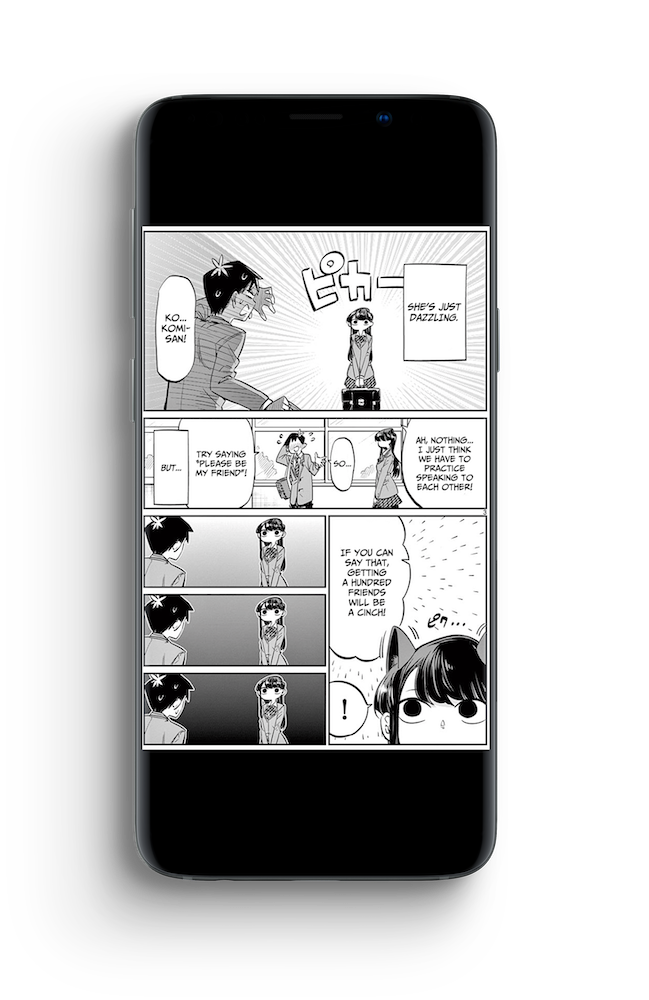 SHE'S JUST
DAZZLING.
ピカー
KO...
KOMI-
SAN!
AH, NOTHING...
I JUST THINK
WE HAVE TO
PRACTICE
SPEAKING TO
EACH OTHER!
SO...
TRY SAYING
"PLEASE BE
MY FRIEND"!
BUT...
IF YOU CAN
SAY THAT,
GETTING
A HUNDRED
FRIENDS
WILL BE
A CINCH!
ピク...
!